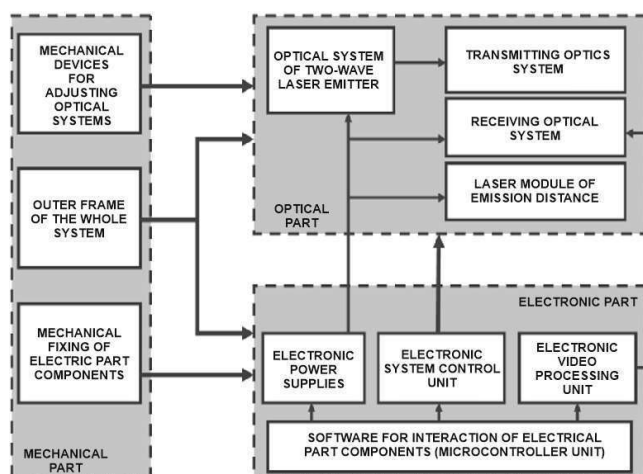 MECHANICAL
DEVICES
FOR
ADJUSTING
OPTICAL
SYSTEMS
OUTER FRAME
OF THE WHOLE
SYSTEM
MECHANICAL
FIXING OF
ELECTRIC PART
COMPONENTS
MECHANICAL
PART
OPTICAL SYSTEM
OF TWO-WAVE
LASER EMITTER
TRANSMITTING OPTICS
SYSTEM
RECEIVING OPTICAL
SYSTEM
LASER MODULE OF
EMISSION DISTANCE
OPTICAL
PART
ELECTRONIC PART
ELECTRONIC
POWER
SUPPLIES
ELECTRONIC
SYSTEM CONTROL
UNIT
ELECTRONIC
VIDEO
PROCESSING
UNIT
SOFTWARE FOR INTERACTION OF ELECTRICAL
PART COMPONENTS (MICROCONTROLLER UNIT)